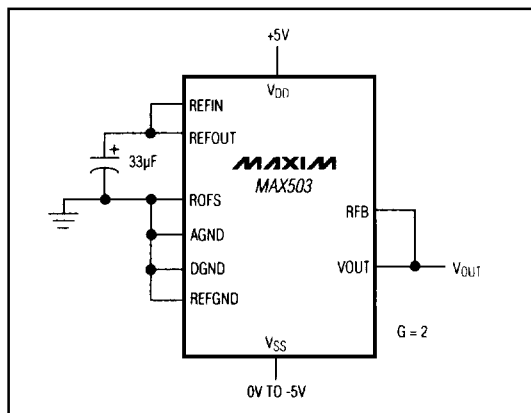 +5V
VDD
REFIN
REFOUT
+
33µF
MAXIM
MAX503
ROFS
RFB
AGND
DGND
VOUT
VOUT
REFGND
G = 2
VSS
0V TO -5V